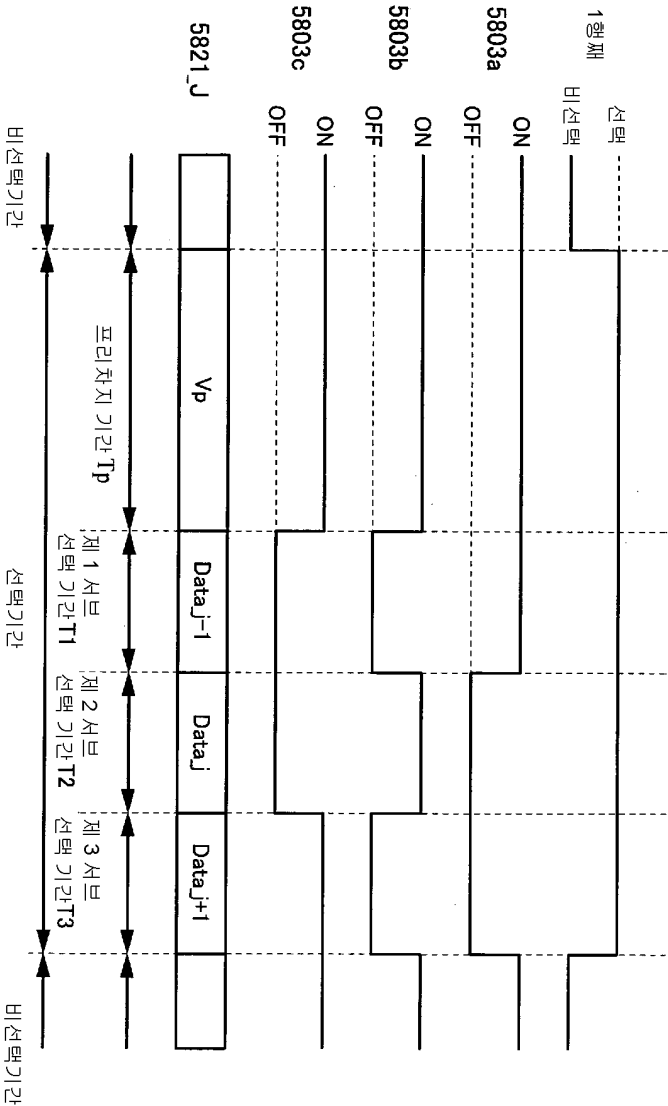 1행째
선택
비선택
5803a
ON
OFF
5803b
ON
OFF
5803c
ON
OFF
5821_J
Vp
Data_j-1
Data_j
Data_j+1
프리차지 기간 Tp
제 1 서브
선택 기간 T1
제 2 서브
선택 기간 T2
제 3 서브
선택 기간 T3
비선택기간
선택기간
비선택기간